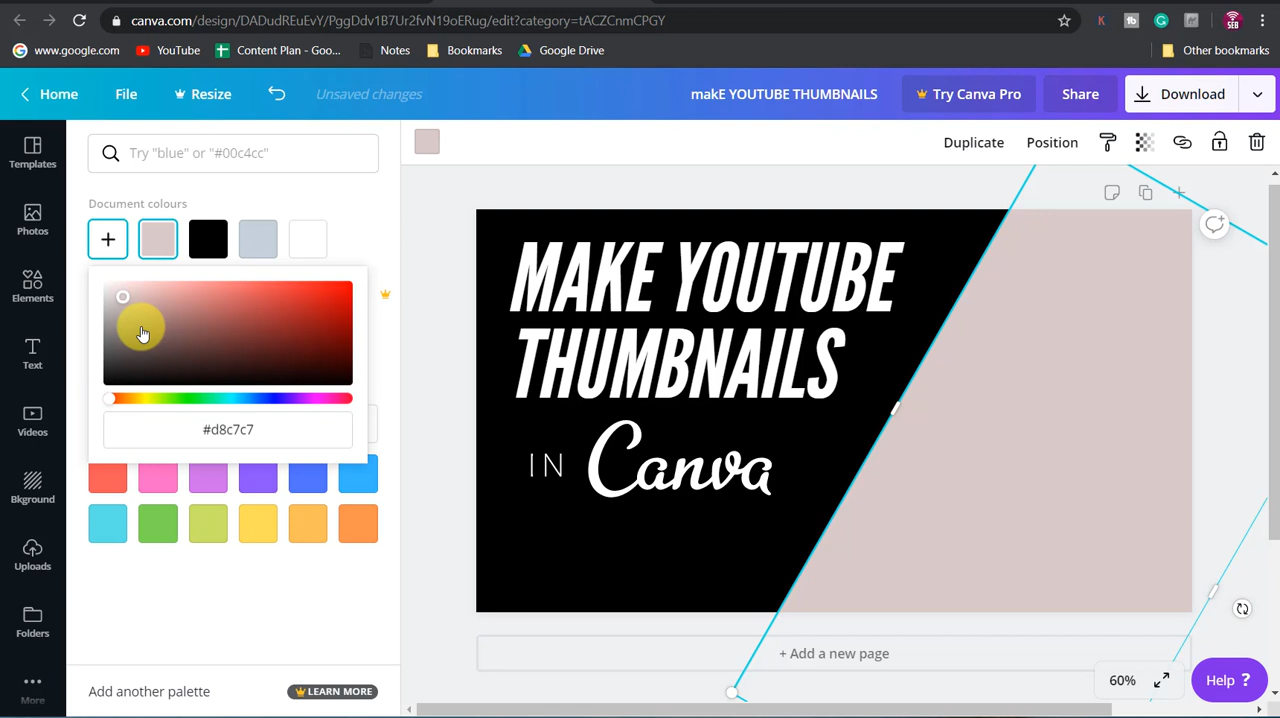 canva.com/design/DADudREuEvY/PggDdv1B7Ur2fvN19oERug/edit?category=tACZCnmCPGY
K
tb
G
SEB
www.google.com YouTube Content Plan - Goo... Notes Bookmarks Google Drive Other bookmarks
Home File Resize Unsaved changes makE YOUTUBE THUMBNAILS Try Canva Pro Share Download
Templates
Photos
Elements
Text
Videos
Bkground
Uploads
Folders
More
Try "blue" or "#00c4cc"
Document colours
#d8c7c7
Add another palette LEARN MORE
Duplicate Position
MAKE YOUTUBE
THUMBNAILS
IN Canva
+ Add a new page
60%
Help ?